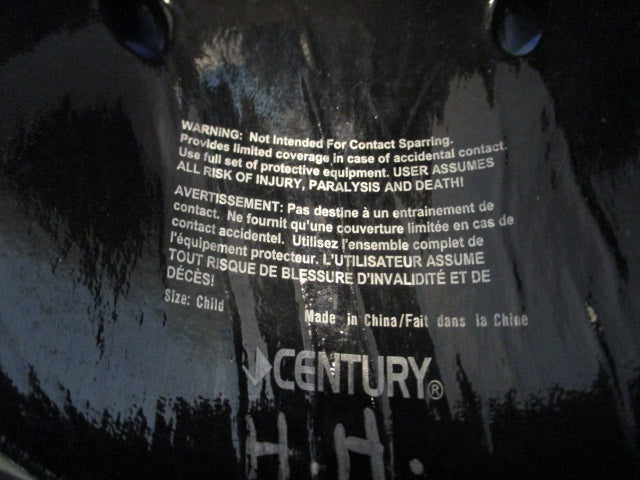 WARNING: Not Intended For Contact Sparring.
Provides limited coverage in case of accidental contact.
Use full set of protective equipment. USER ASSUMES
ALL RISK OF INJURY, PARALYSIS AND DEATH!
AVERTISSEMENT: Pas destine à un entrainement de
contact. Ne fournit qu'une couverture limitée en cas de
contact accidentel. Utilisez l'ensemble complet de
l'équipement protecteur. L'UTILISATEUR ASSUME
TOUT RISQUE DE BLESSURE D'INVALIDITÉ ET DE
DÉCÈS!
Size: Child
Made in China/Fait dans la Chine
CENTURY®
H. H.